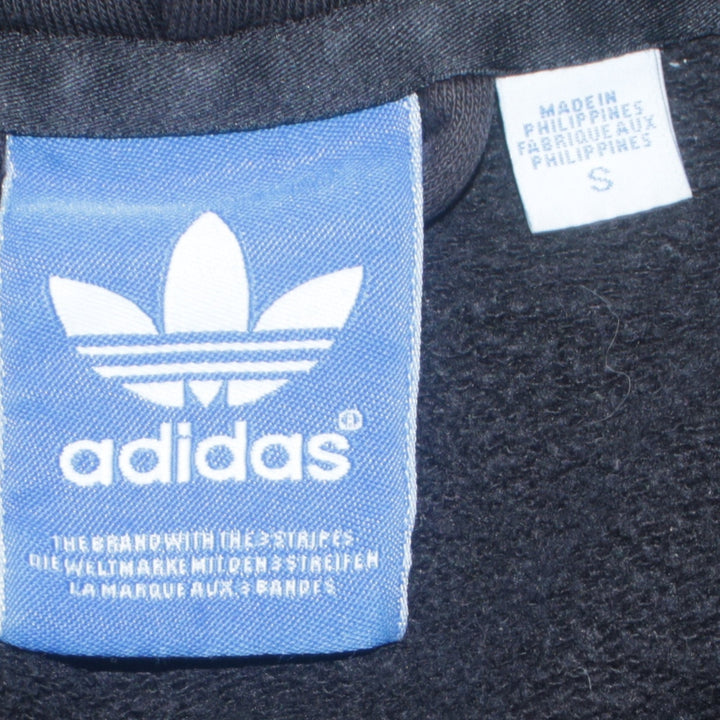 adidas®
THE BRAND WITH THE 3 STRIPES
DIE WELTMARKE MIT DEN 3 STREIFEN
LA MARQUE AUX 3 BANDES
MADE IN
PHILIPPINES
FABRIQUE AUX
PHILIPPINES
S